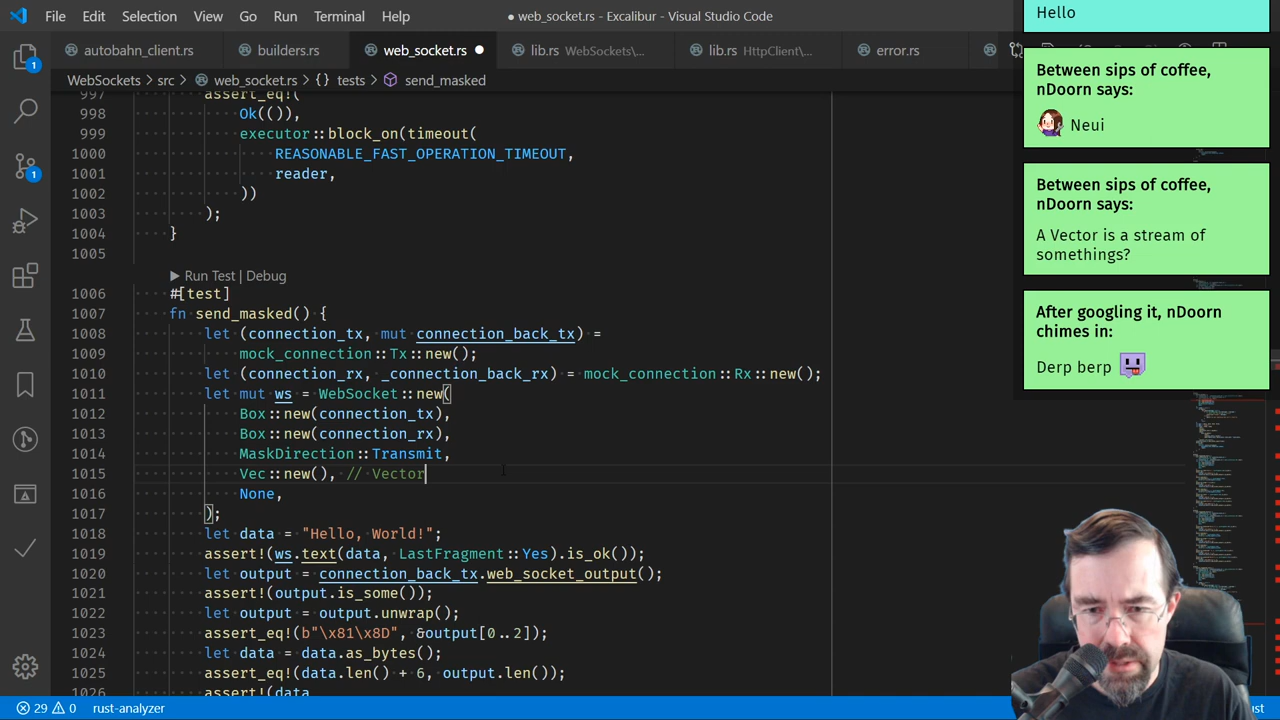 File Edit Selection View Go Run Terminal Help ● web_socket.rs - Excalibur - Visual Studio Code
autobahn_client.rs builders.rs web_socket.rs ● lib.rs WebSockets\... lib.rs HttpClient\... error.rs
WebSockets > src > web_socket.rs > {} tests > send_masked
997 assert_eq!(
998 Ok(()),
999 executor::block_on(timeout(
1000 REASONABLE_FAST_OPERATION_TIMEOUT,
1001 reader,
1002 ))
1003 );
1004 }
1005
▶ Run Test | Debug
1006 #[test]
1007 fn send_masked() {
1008 let (connection_tx, mut connection_back_tx) =
1009 mock_connection::Tx::new();
1010 let (connection_rx, _connection_back_rx) = mock_connection::Rx::new();
1011 let mut ws = WebSocket::new(
1012 Box::new(connection_tx),
1013 Box::new(connection_rx),
1014 MaskDirection::Transmit,
1015 Vec::new(), // Vector
1016 None,
1017 );
1018 let data = "Hello, World!";
1019 assert!(ws.text(data, LastFragment::Yes).is_ok());
1020 let output = connection_back_tx.web_socket_output();
1021 assert!(output.is_some());
1022 let output = output.unwrap();
1023 assert_eq!(b"\x81\x8D", &output[0..2]);
1024 let data = data.as_bytes();
1025 assert_eq!(data.len() + 6, output.len());
1026 assert!(data
Hello
Between sips of coffee,
nDoorn says:
Neui
Between sips of coffee,
nDoorn says:
A Vector is a stream of
somethings?
After googling it, nDoorn
chimes in:
Derp berp
1
1
29 0 rust-analyzer